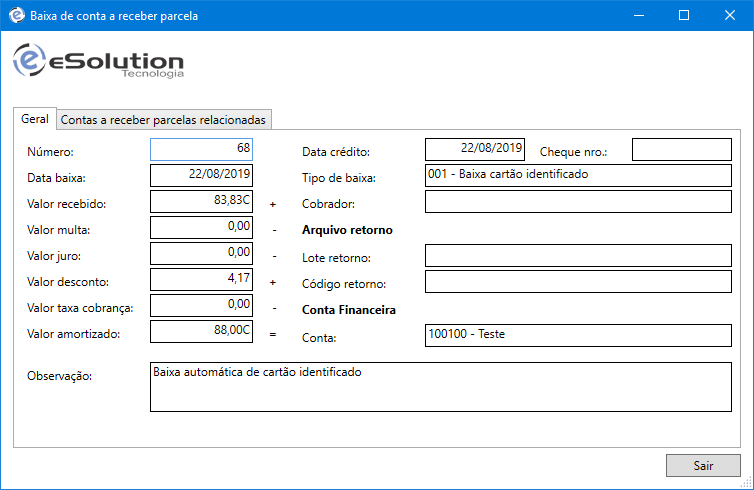 Baixa de conta a receber parcela
eSolution
Tecnologia
Geral Contas a receber parcelas relacionadas
Número: 68 Data crédito: 22/08/2019 Cheque nro.:
Data baixa: 22/08/2019 Tipo de baixa: 001 - Baixa cartão identificado
Valor recebido: 83,83C + Cobrador:
Valor multa: 0,00 - Arquivo retorno
Valor juro: 0,00 - Lote retorno:
Valor desconto: 4,17 + Código retorno:
Valor taxa cobrança: 0,00 - Conta Financeira
Valor amortizado: 88,00C = Conta: 100100 - Teste
Observação: Baixa automática de cartão identificado
Sair